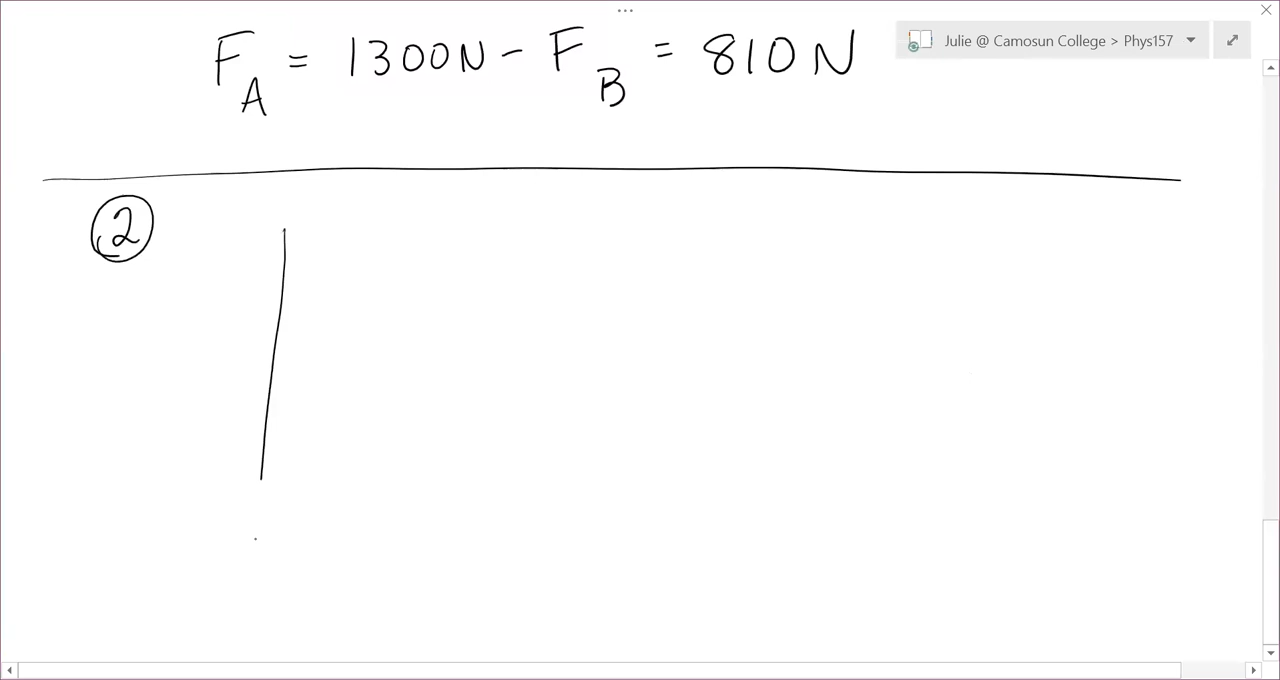 Julie @ Camosun College > Phys157
F_A = 1300N - F_B = 810N
②